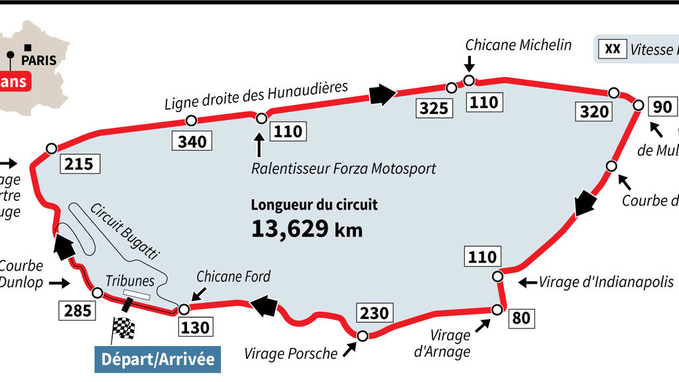 PARIS
ans
Chicane Michelin
XX Vitesse
Ligne droite des Hunaudières
325
110
320
90
340
110
de Mul
215
Ralentisseur Forza Motosport
age
rtre
uge
Longueur du circuit
13,629 km
Courbe d
Circuit Bugatti
110
Virage d'Indianapolis
Courbe
Dunlop
Tribunes
Chicane Ford
285
130
230
80
Virage
d'Arnage
Virage Porsche
Départ/Arrivée